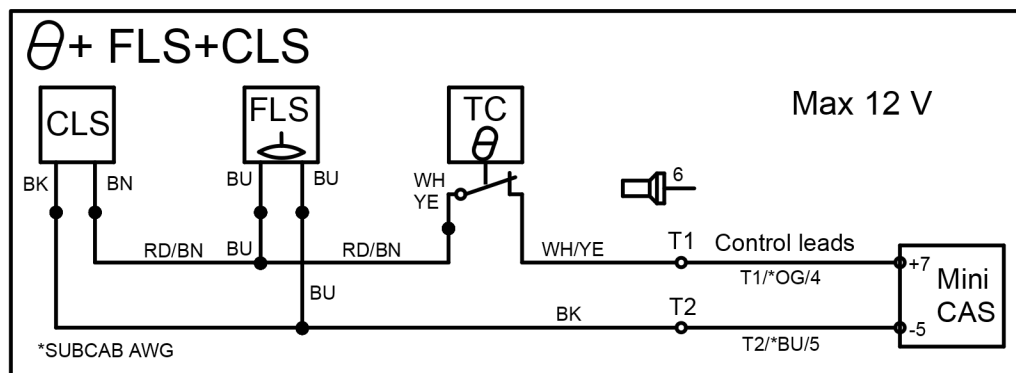 θ+ FLS+CLS
CLS
FLS
TC
θ
Max 12 V
BK
BN
BU
BU
WH
YE
6
RD/BN
BU
RD/BN
WH/YE
T1
Control leads
T1/*OG/4
+7
Mini
CAS
BU
BK
T2
-5
T2/*BU/5
*SUBCAB AWG